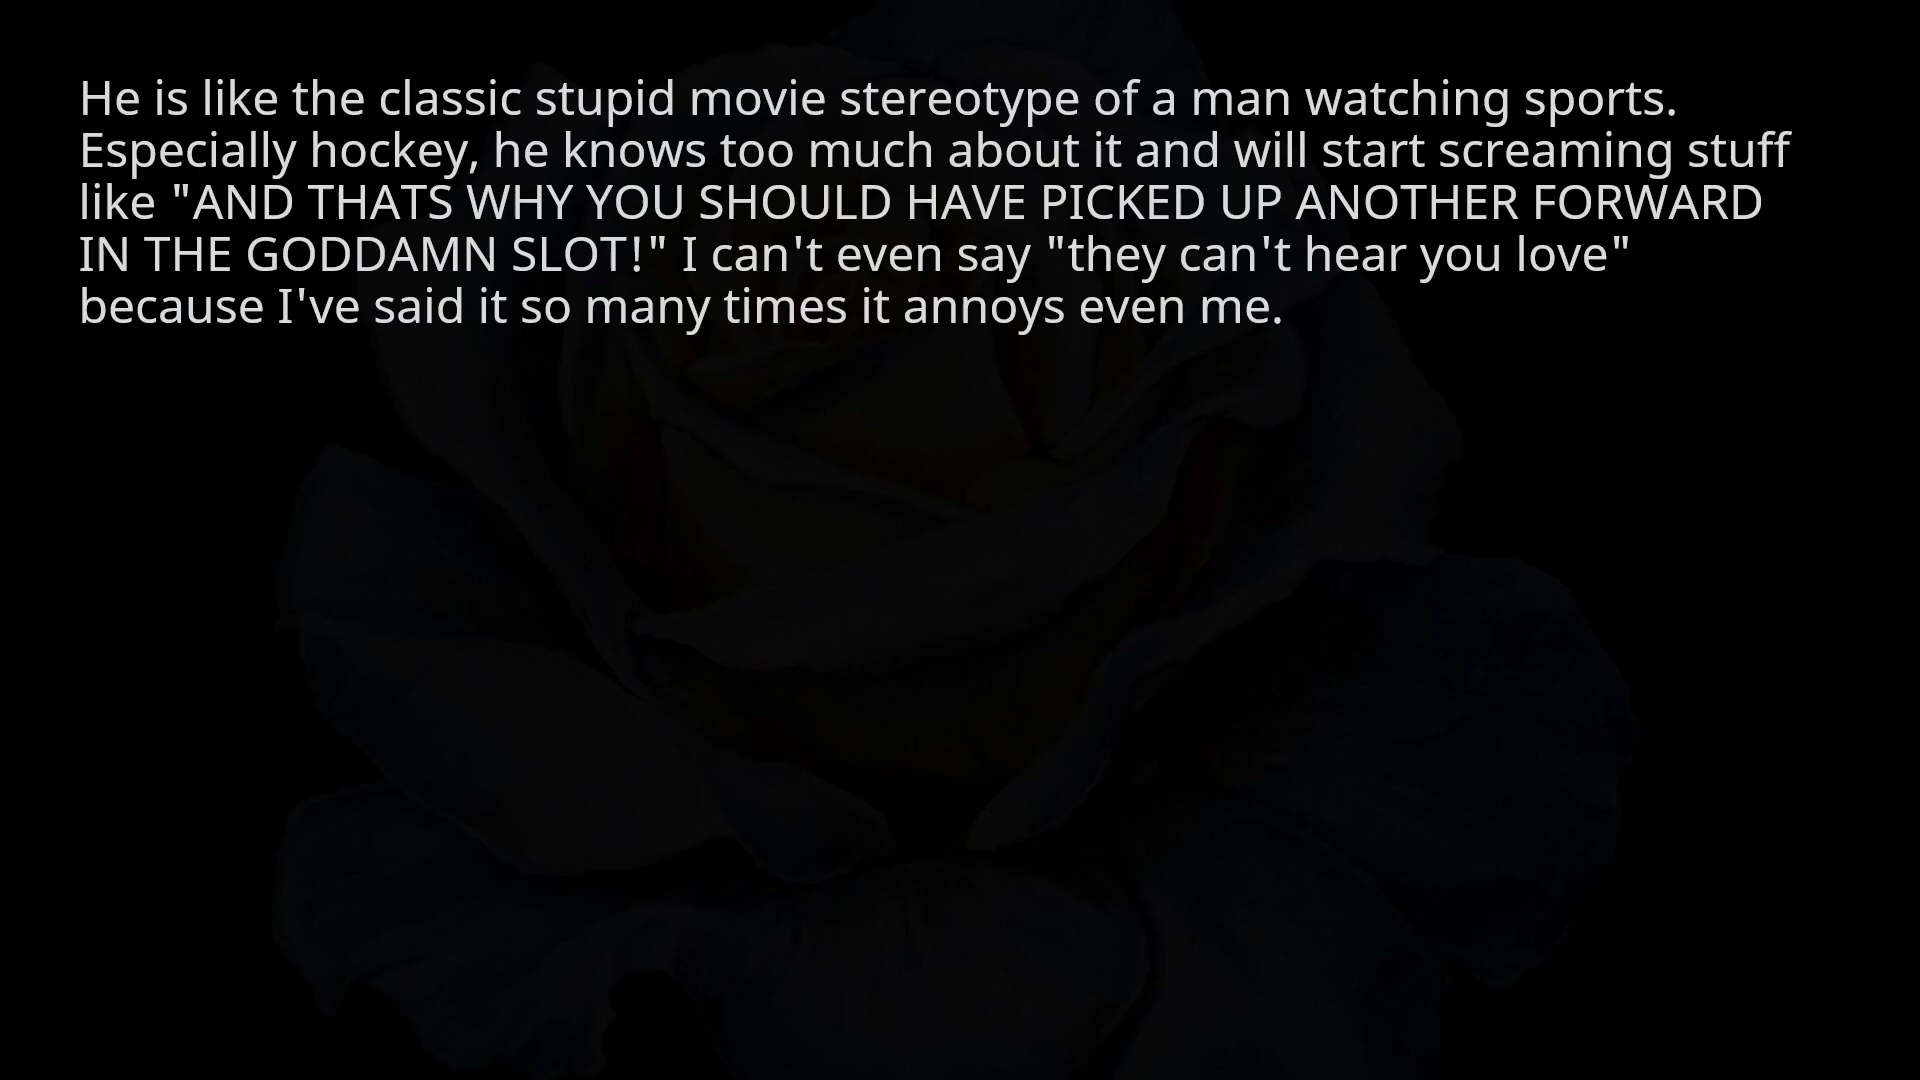 He is like the classic stupid movie stereotype of a man watching sports.
Especially hockey, he knows too much about it and will start screaming stuff
like "AND THATS WHY YOU SHOULD HAVE PICKED UP ANOTHER FORWARD
IN THE GODDAMN SLOT!" I can't even say "they can't hear you love"
because I've said it so many times it annoys even me.